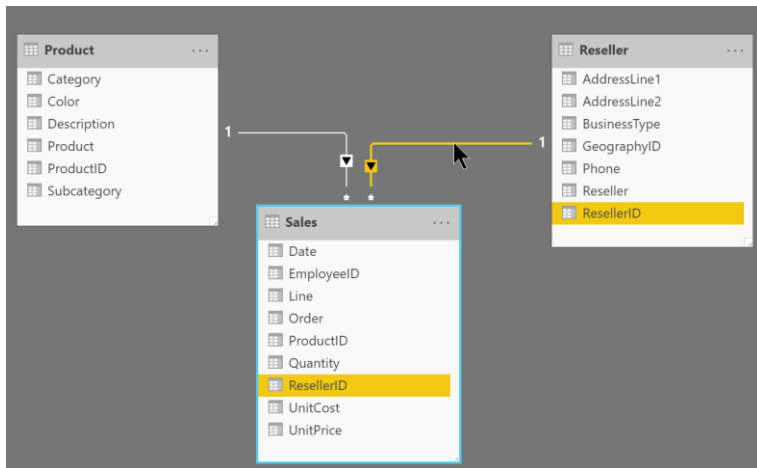 Product ...
Category
Color
Description
Product
ProductID
Subcategory
1
*
Reseller ...
AddressLine1
AddressLine2
BusinessType
GeographyID
Phone
Reseller
ResellerID
1
*
Sales ...
Date
EmployeeID
Line
Order
ProductID
Quantity
ResellerID
UnitCost
UnitPrice